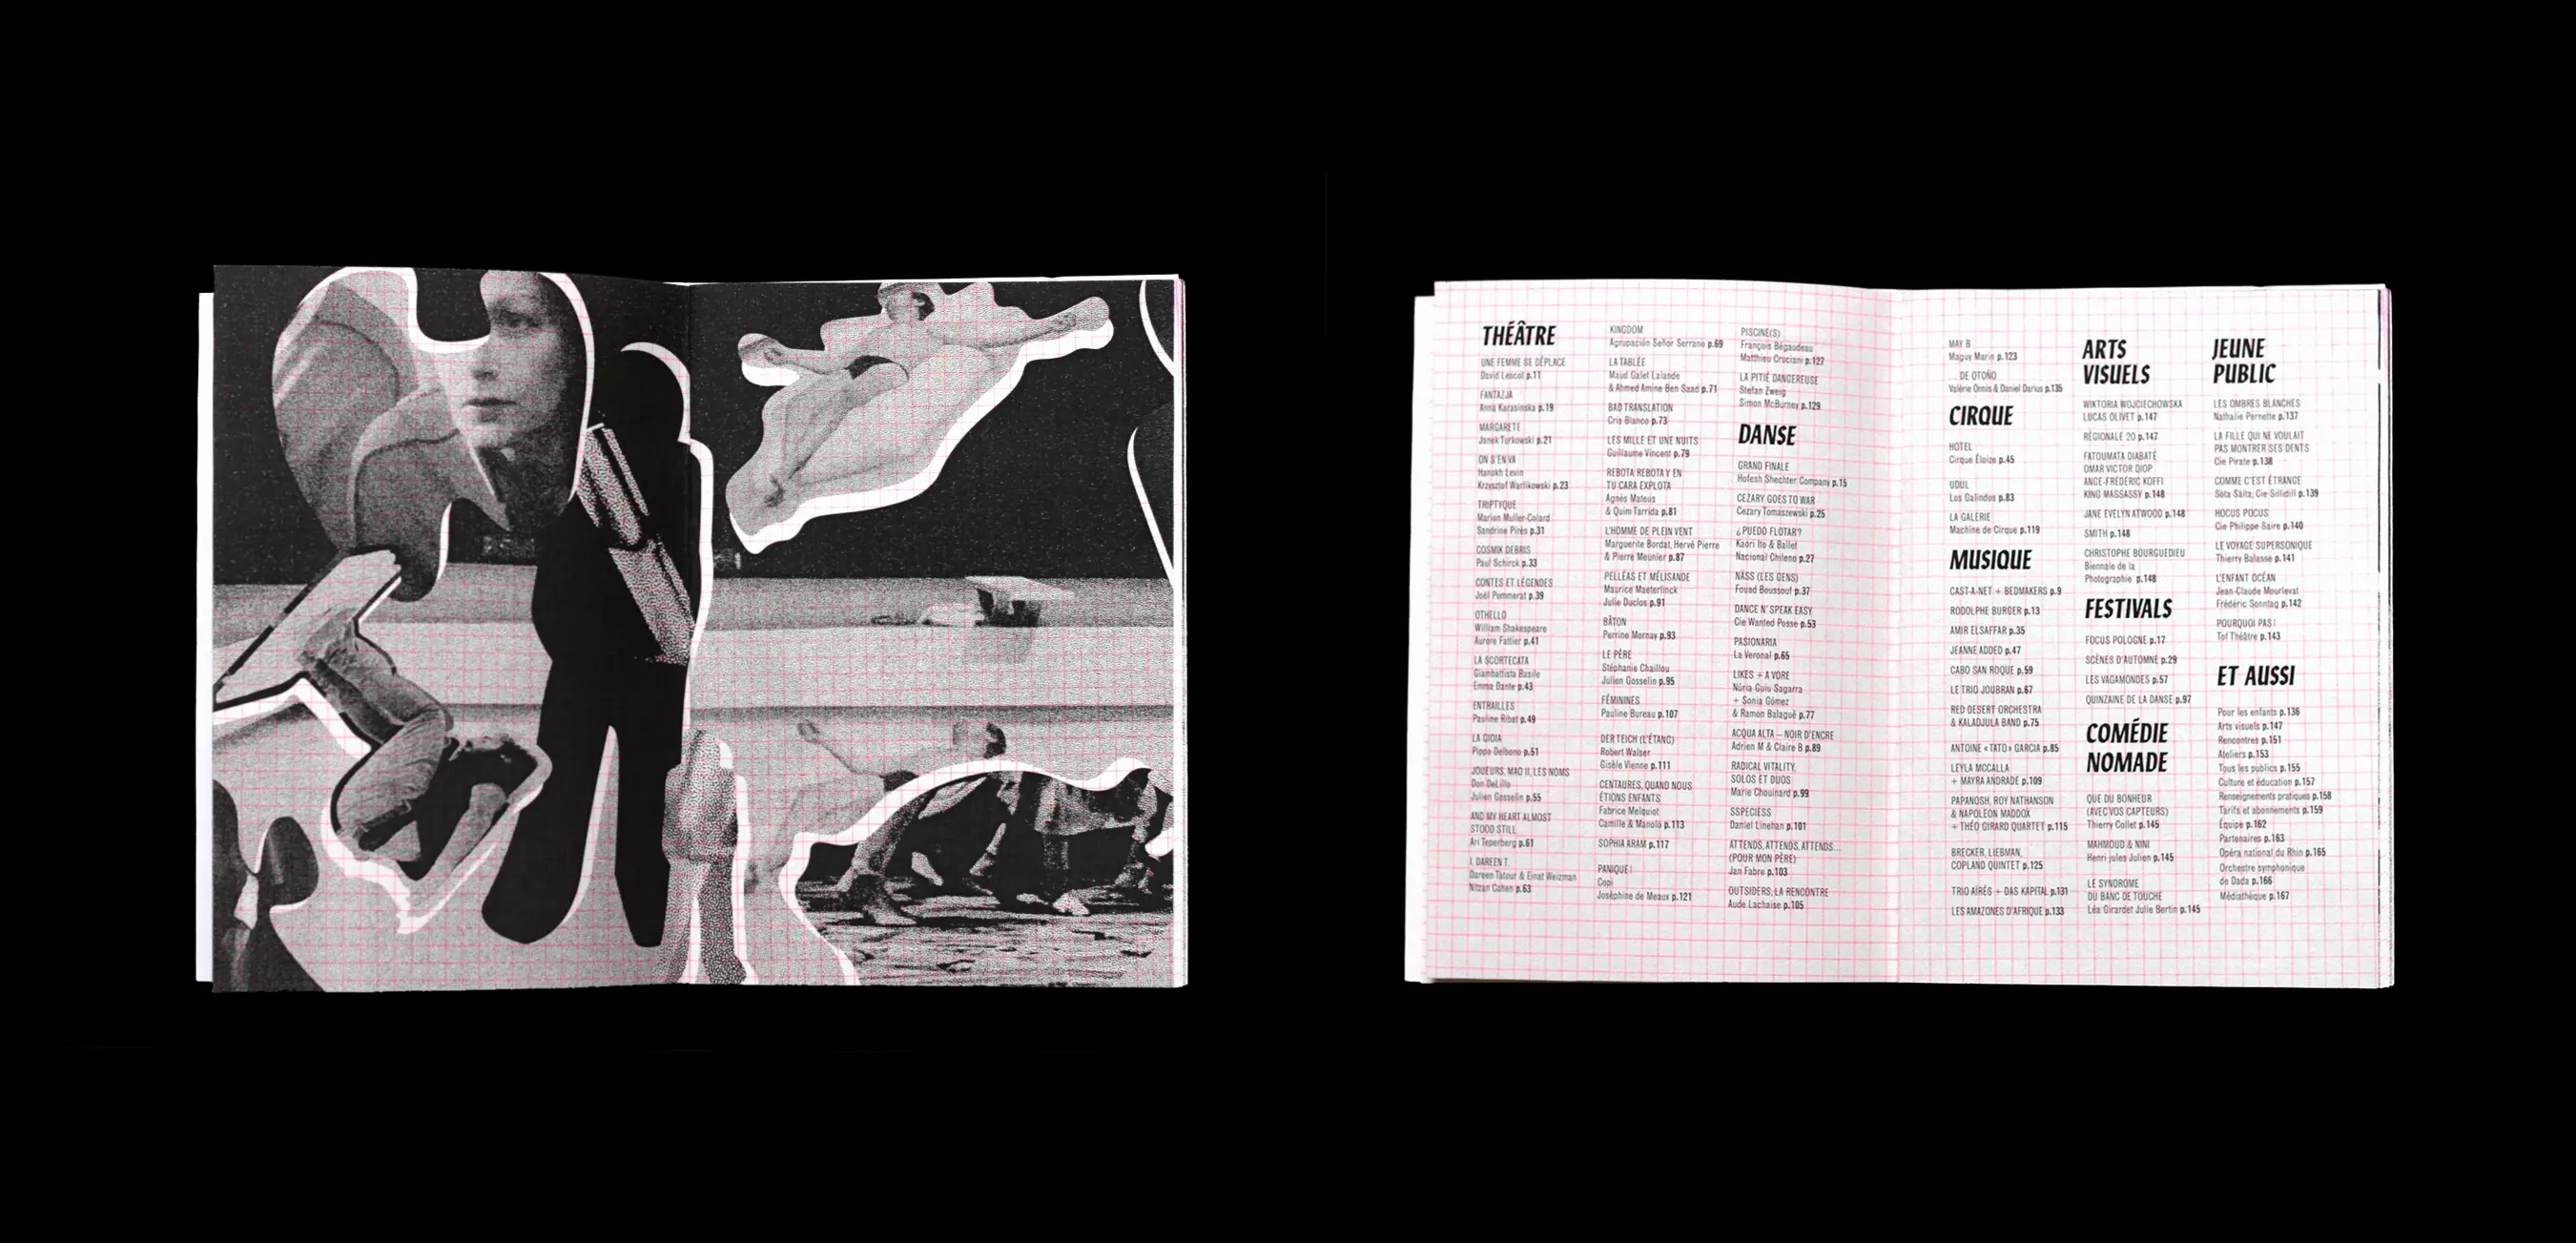 THÉÂTRE
UNE FEMME SE DÉPLACE
David Lescot p.11
FANTAZJA
Anna Karasińska p.19
MARGARETE
Janek Turkowski p.21
ON S'EN VA
Hanokh Levin
Krzysztof Warlikowski p.23
TRIPTYQUE
Marion Muller-Colard
Sandrine Pirès p.31
COSMIK DEBRIS
Paul Schirck p.33
CONTES ET LÉGENDES
Joël Pommerat p.39
OTHELLO
William Shakespeare
Aurore Fattier p.41
LA SCORTECATA
Giambattista Basile
Emma Dante p.43
ENTRAILLES
Pauline Ribat p.49
LA GIOIA
Pippo Delbono p.51
JOUEURS, MAO II, LES NOMS
Don DeLillo
Julien Gosselin p.55
AND MY HEART ALMOST
STOOD STILL
Ari Teperberg p.61
I, DAREEN T.
Dareen Tatour & Einat Weizman
Nitzan Cohen p.63
KINGDOM
Agrupación Señor Serrano p.69
LA TABLÉE
Maud Galet Lalande
& Ahmed Amine Ben Saad p.71
BAD TRANSLATION
Cris Blanco p.73
LES MILLE ET UNE NUITS
Guillaume Vincent p.79
REBOTA REBOTA Y EN
TU CARA EXPLOTA
Agnés Mateus
& Quim Tarrida p.81
L'HOMME DE PLEIN VENT
Marguerite Bordat, Hervé Pierre
& Pierre Meunier p.87
PELLÉAS ET MÉLISANDE
Maurice Maeterlinck
Julie Duclos p.91
BÂTON
Perrine Mornay p.93
LE PÈRE
Stéphanie Chaillou
Julien Gosselin p.95
FÉMININES
Pauline Bureau p.107
DER TEICH (L'ÉTANG)
Robert Walser
Gisèle Vienne p.111
CENTAURES, QUAND NOUS
ÉTIONS ENFANTS
Fabrice Melquiot
Camille & Manolo p.113
SOPHIA ARAM p.117
PANIQUE !
Copi
Joséphine de Meaux p.121
PISCINE(S)
François Bégaudeau
Matthieu Cruciani p.127
LA PITIÉ DANGEREUSE
Stefan Zweig
Simon McBurney p.129
DANSE
GRAND FINALE
Hofesh Shechter Company p.15
CEZARY GOES TO WAR
Cezary Tomaszewski p.25
¿ PUEDO FLOTAR ?
Kaori Ito & Ballet
Nacional Chileno p.27
NÄSS (LES GENS)
Fouad Boussouf p.37
DANCE N' SPEAK EASY
Cie Wanted Posse p.53
PASIONARIA
La Veronal p.65
LIKES + A VORE
Núria Guiu Sagarra
+ Sonia Gómez
& Ramon Balagué p.77
ACQUA ALTA – NOIR D'ENCRE
Adrien M & Claire B p.89
RADICAL VITALITY,
SOLOS ET DUOS
Marie Chouinard p.99
SSPECIESS
Daniel Linehan p.101
ATTENDS, ATTENDS, ATTENDS...
(POUR MON PÈRE)
Jan Fabre p.103
OUTSIDERS, LA RENCONTRE
Aude Lachaise p.105
MAY B
Maguy Marin p.123
... DE OTOÑO
Valérie Onnis & Daniel Darius p.135
CIRQUE
HOTEL
Cirque Éloize p.45
UDUL
Los Galindos p.83
LA GALERIE
Machine de Cirque p.119
MUSIQUE
CAST-A-NET + BEDMAKERS p.9
RODOLPHE BURGER p.13
AMIR ELSAFFAR p.35
JEANNE ADDED p.47
CABO SAN ROQUE p.59
LE TRIO JOUBRAN p.67
RED DESERT ORCHESTRA
& KALADJULA BAND p.75
ANTOINE « TATO » GARCIA p.85
LEYLA MCCALLA
+ MAYRA ANDRADE p.109
PAPANOSH, ROY NATHANSON
& NAPOLEON MADDOX
+ THÉO GIRARD QUARTET p.115
BRECKER, LIEBMAN,
COPLAND QUINTET p.125
TRIO AÏRÉS + DAS KAPITAL p.131
LES AMAZONES D'AFRIQUE p.133
ARTS
VISUELS
WIKTORIA WOJCIECHOWSKA
LUCAS OLIVET p.147
RÉGIONALE 20 p.147
FATOUMATA DIABATÉ
OMAR VICTOR DIOP
ANGE-FRÉDÉRIC KOFFI
KING MASSASSY p.148
JANE EVELYN ATWOOD p.148
SMITH p.148
CHRISTOPHE BOURGUEDIEU
Biennale de la
Photographie p.148
FESTIVALS
FOCUS POLOGNE p.17
SCÈNES D'AUTOMNE p.29
LES VAGAMONDES p.57
QUINZAINE DE LA DANSE p.97
COMÉDIE
NOMADE
QUE DU BONHEUR
(AVEC VOS CAPTEURS)
Thierry Collet p.145
MAHMOUD & NINI
Henri jules Julien p.145
LE SYNDROME
DU BANC DE TOUCHE
Léa Girardet Julie Bertin p.145
JEUNE
PUBLIC
LES OMBRES BLANCHES
Nathalie Pernette p.137
LA FILLE QUI NE VOULAIT
PAS MONTRER SES DENTS
Cie Pirate p.138
COMME C'EST ÉTRANGE
Sóta Sálta, Cie Sillidill p.139
HOCUS POCUS
Cie Philippe Saire p.140
LE VOYAGE SUPERSONIQUE
Thierry Balasse p.141
L'ENFANT OCÉAN
Jean-Claude Mourlevat
Frédéric Sonntag p.142
POURQUOI PAS !
Tof Théâtre p.143
ET AUSSI
Pour les enfants p.136
Arts visuels p.147
Rencontres p.151
Ateliers p.153
Tous les publics p.155
Culture et éducation p.157
Renseignements pratiques p.158
Tarifs et abonnements p.159
Équipe p.162
Partenaires p.163
Opéra national du Rhin p.165
Orchestre symphonique
de Dada p.166
Médiathèque p.167